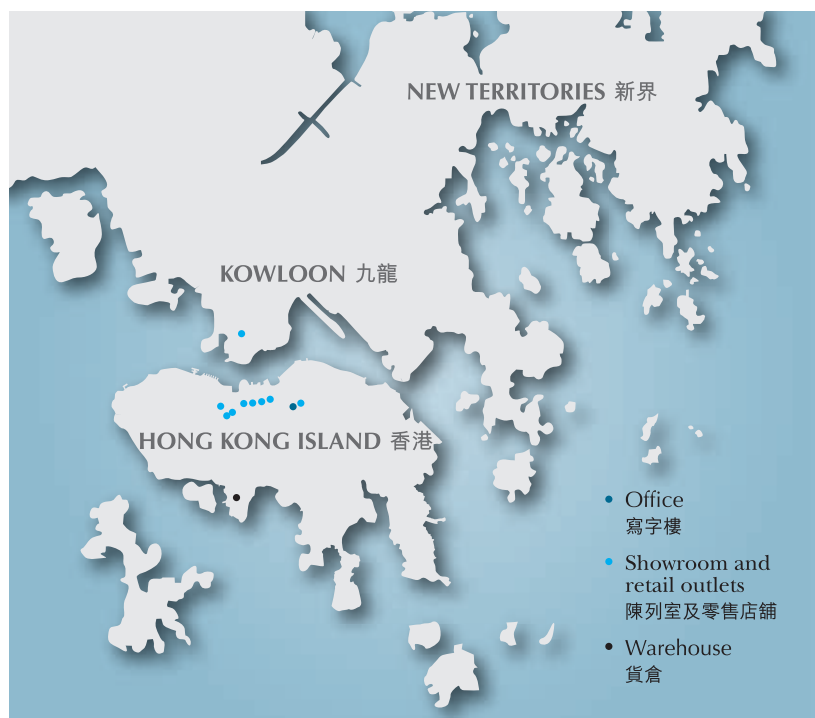 NEW TERRITORIES 新界
KOWLOON 九龍
HONG KONG ISLAND 香港
Office
寫字樓
Showroom and
retail outlets
陳列室及零售店舖
Warehouse
貨倉